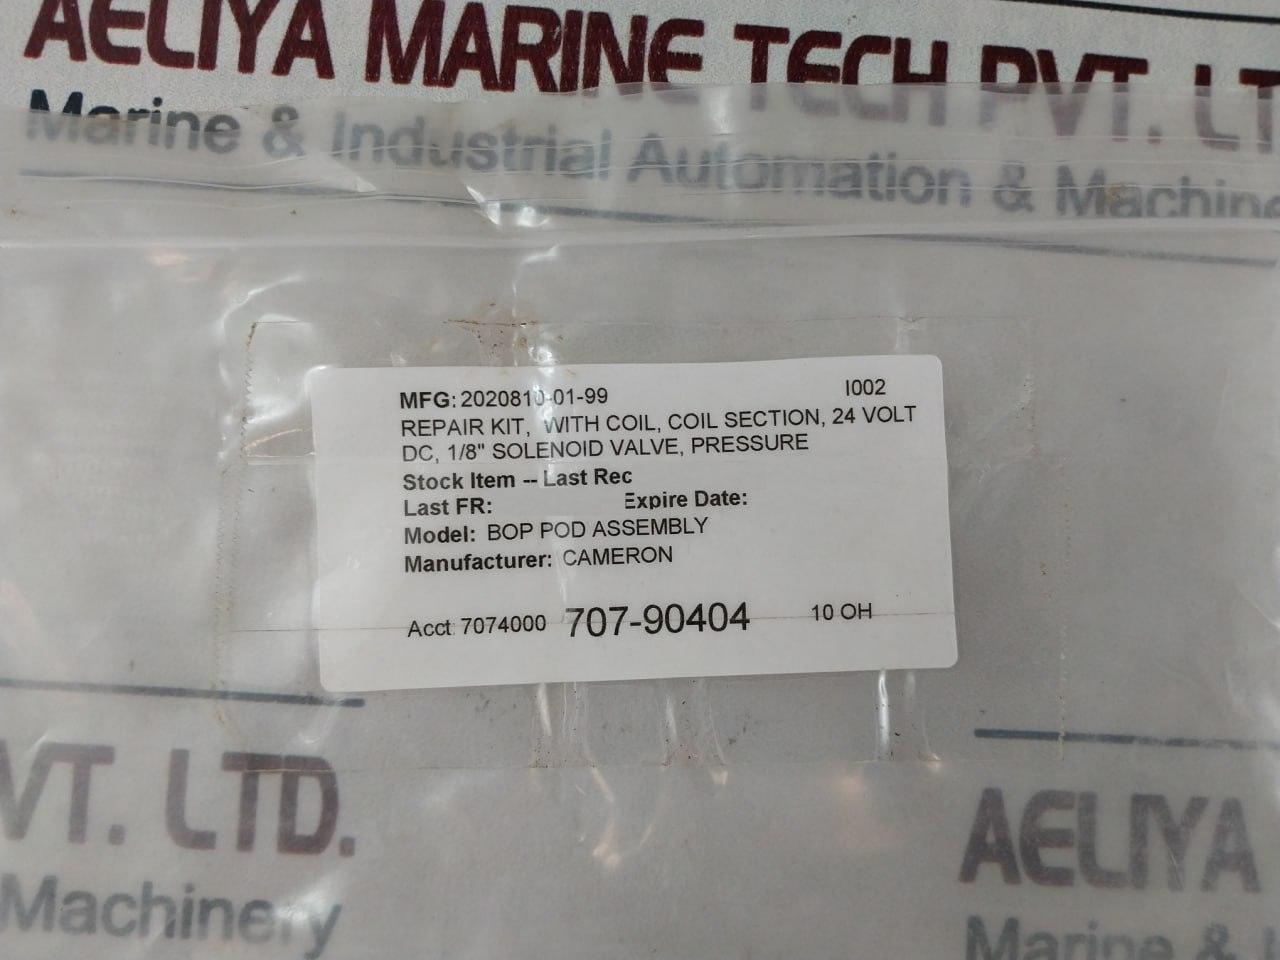 AELIYA MARINE TECH PVT. LT
Marine & Industrial Automation & Machine
MFG: 2020810-01-99 I002
REPAIR KIT, WITH COIL, COIL SECTION, 24 VOLT
DC, 1/8" SOLENOID VALVE, PRESSURE
Stock Item -- Last Rec
Last FR: Expire Date:
Model: BOP POD ASSEMBLY
Manufacturer: CAMERON
Acct 7074000 707-90404 10 OH
VT. LTD.
Machinery
AELIYA
Marine &